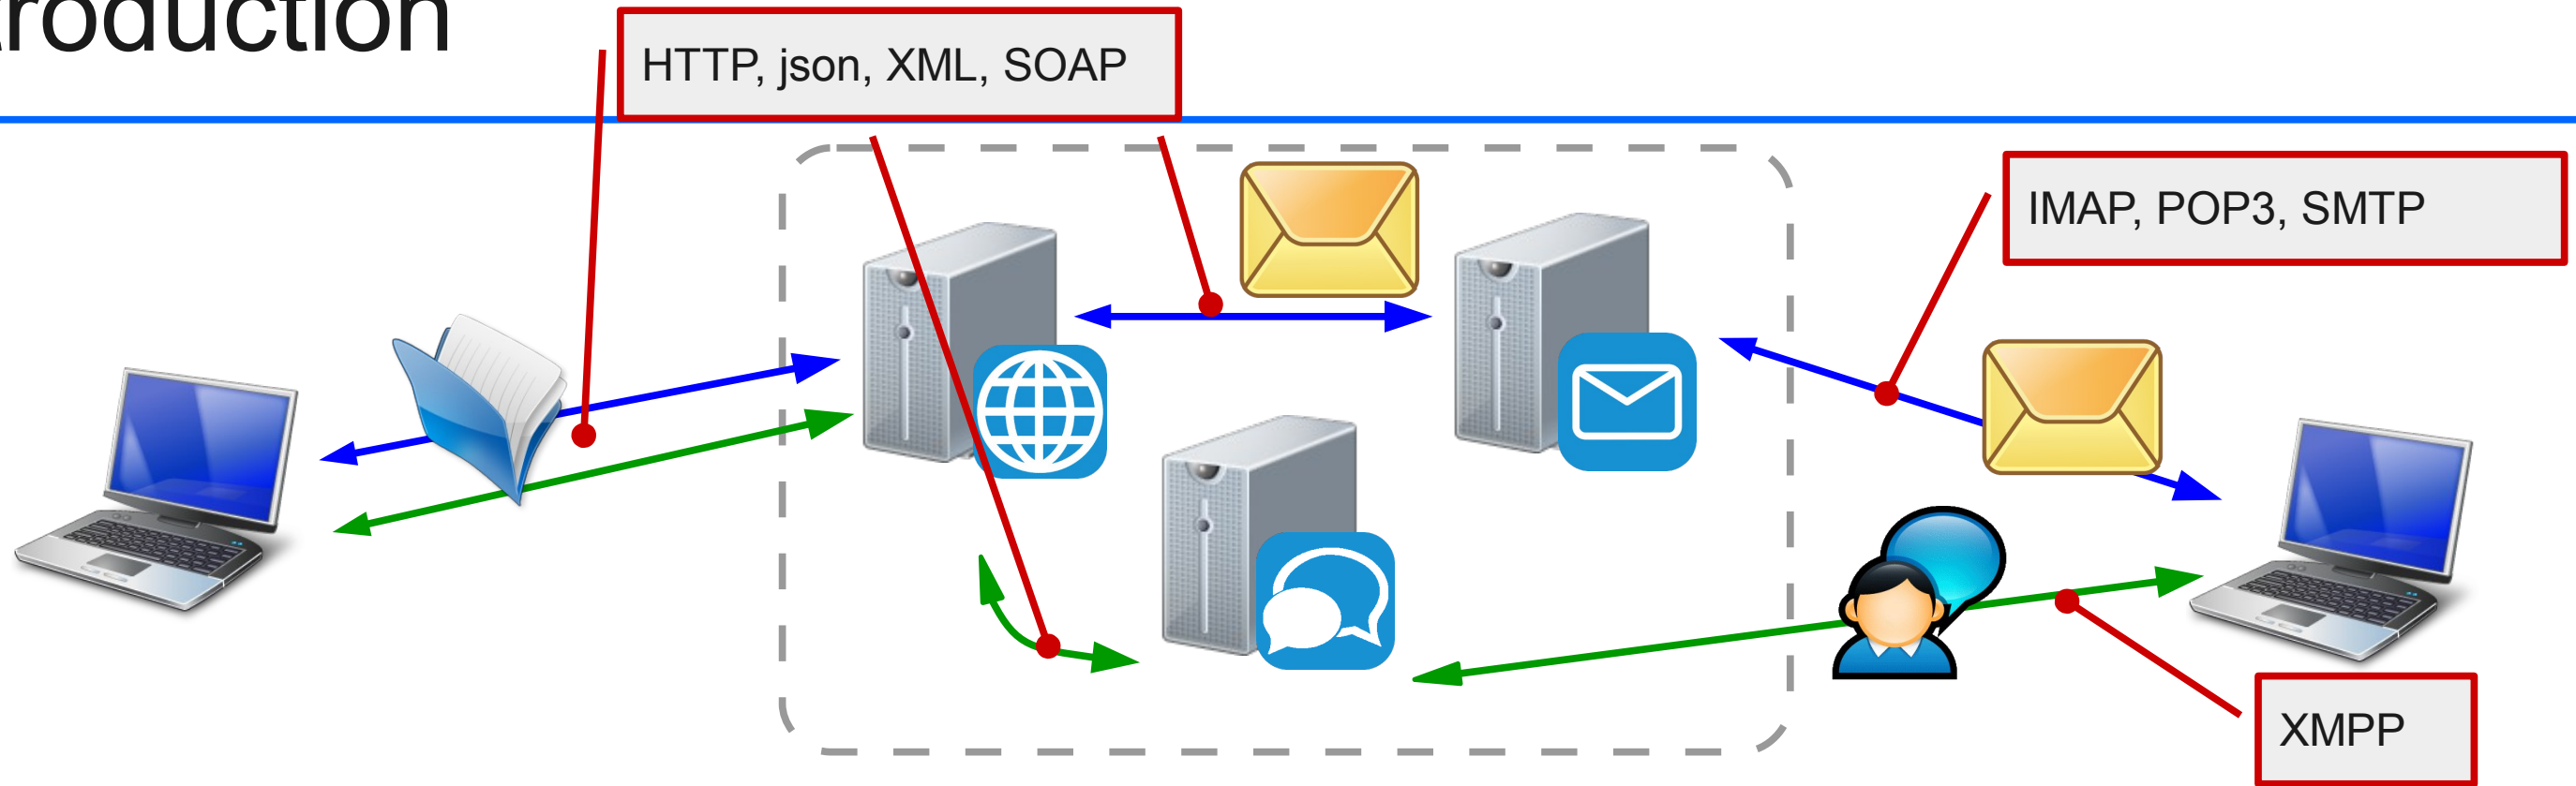 roduction
HTTP, json, XML, SOAP
IMAP, POP3, SMTP
XMPP